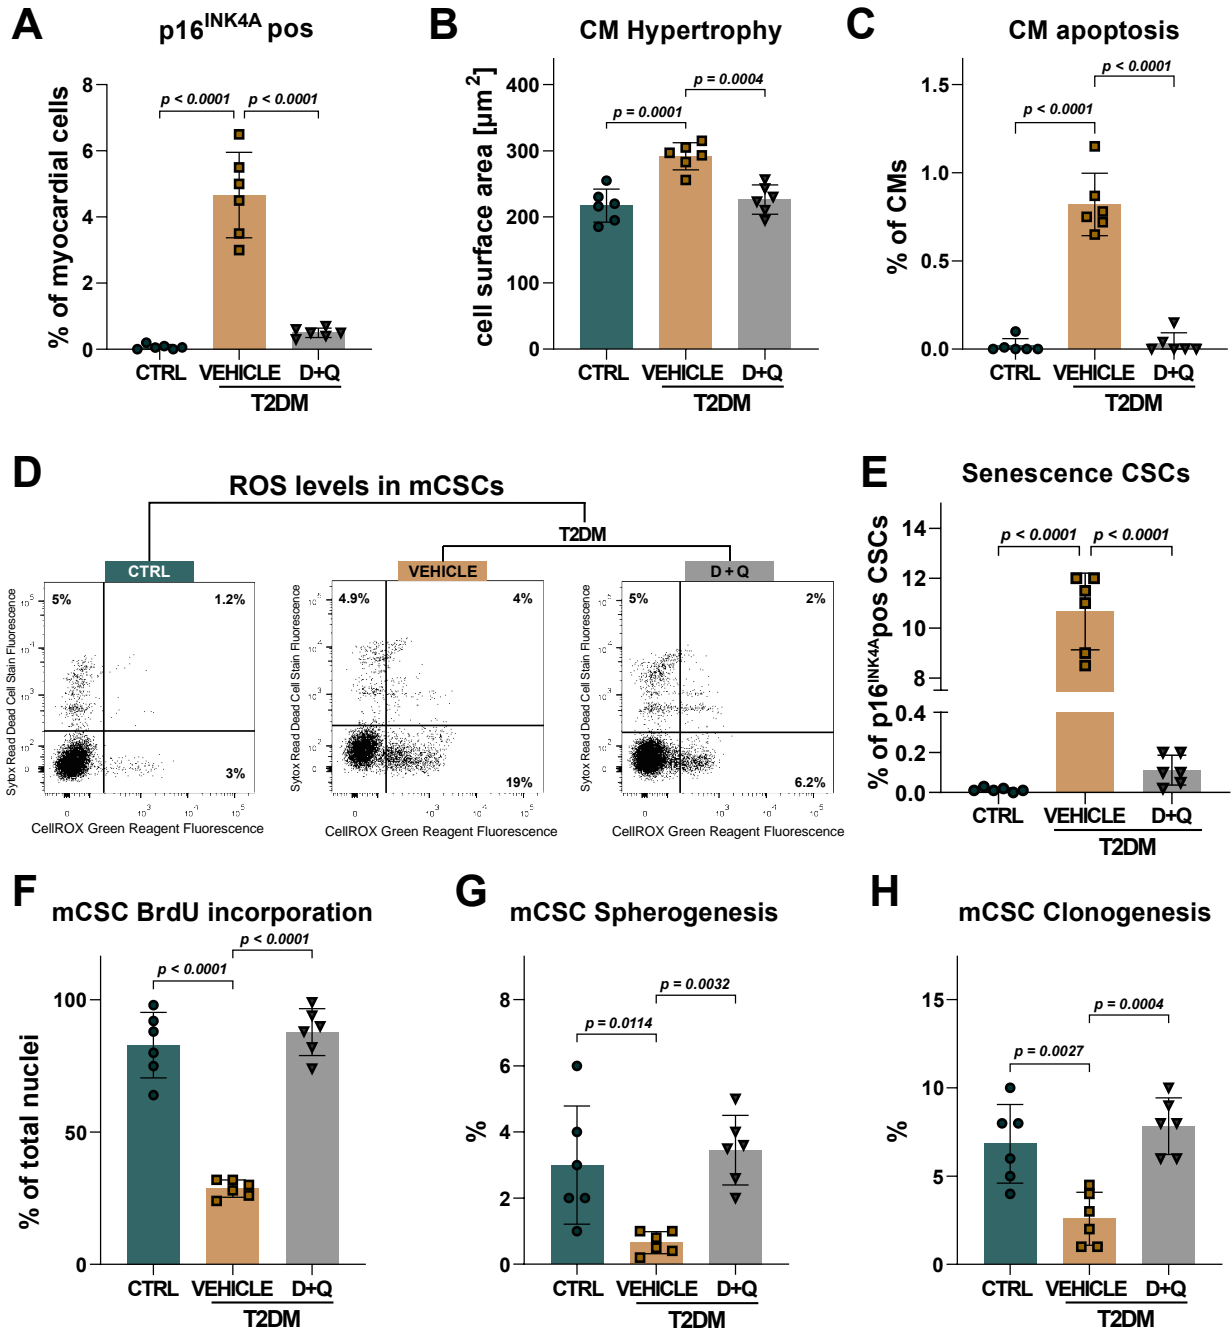 A
p16INK4A pos
% of myocardial cells
8
6
4
2
0
p < 0.0001
p < 0.0001
CTRL
VEHICLE
D+Q
T2DM
B
CM Hypertrophy
cell surface area [µm2]
400
300
200
100
0
p = 0.0001
p = 0.0004
CTRL
VEHICLE
D+Q
T2DM
C
CM apoptosis
% of CMs
1.5
1.0
0.5
0.0
p < 0.0001
p < 0.0001
CTRL
VEHICLE
D+Q
T2DM
D
ROS levels in mCSCs
T2DM
CTRL
VEHICLE
D + Q
Sytox Read Dead Cell Stain Fluorescence
5%
1.2%
3%
CellROX Green Reagent Fluorescence
Sytox Read Dead Cell Stain Fluorescence
4.9%
4%
19%
CellROX Green Reagent Fluorescence
Sytox Read Dead Cell Stain Fluorescence
5%
2%
6.2%
CellROX Green Reagent Fluorescence
E
Senescence CSCs
% of p16INK4Apos CSCs
14
12
10
8
0.4
0.2
0.0
p < 0.0001
p < 0.0001
CTRL
VEHICLE
D+Q
T2DM
F
mCSC BrdU incorporation
% of total nuclei
100
50
0
p < 0.0001
p < 0.0001
CTRL
VEHICLE
D+Q
T2DM
G
mCSC Spherogenesis
%
8
6
4
2
0
p = 0.0114
p = 0.0032
CTRL
VEHICLE
D+Q
T2DM
H
mCSC Clonogenesis
%
15
10
5
0
p = 0.0027
p = 0.0004
CTRL
VEHICLE
D+Q
T2DM